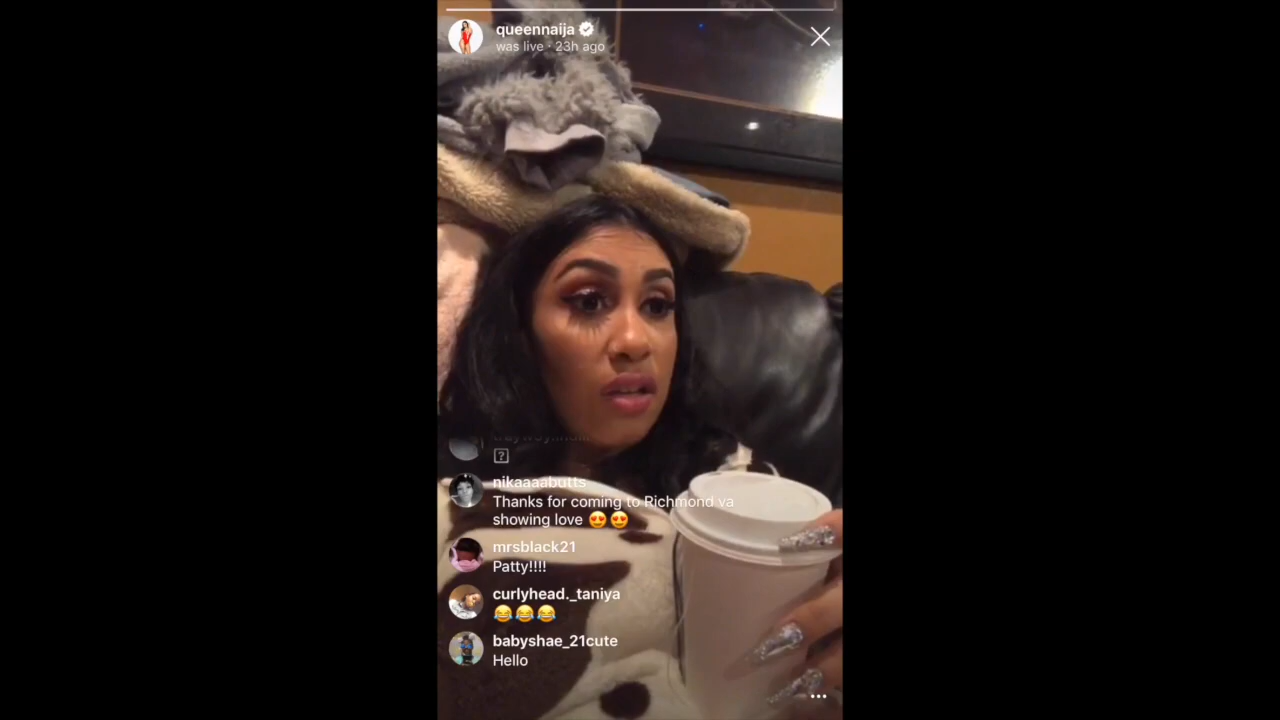 queennaija
was live · 23h ago
nikaaaabutts
Thanks for coming to Richmond va
showing love 😍😍
mrsblack21
Patty!!!!
curlyhead._taniya
😂😂😂
babyshae_21cute
Hello